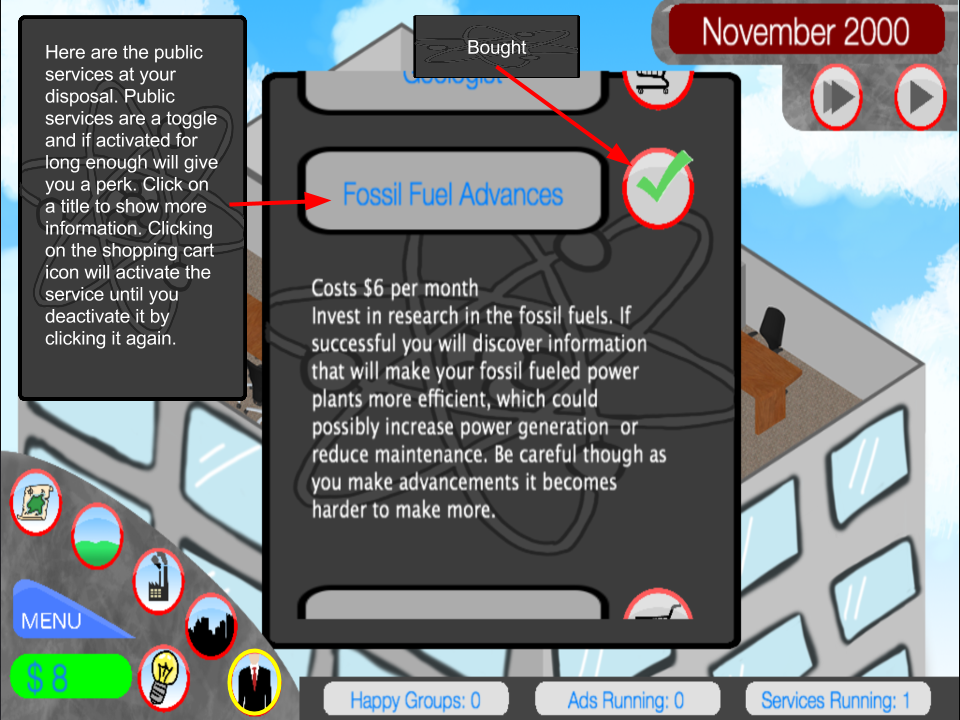 Here are the public
services at your
disposal. Public
services are a toggle
and if activated for
long enough will give
you a perk. Click on
a title to show more
information. Clicking
on the shopping cart
icon will activate the
service until you
deactivate it by
clicking it again.
Bought
November 2000
Geologist
Fossil Fuel Advances
Costs $6 per month
Invest in research in the fossil fuels. If
successful you will discover information
that will make your fossil fueled power
plants more efficient, which could
possibly increase power generation or
reduce maintenance. Be careful though as
you make advancements it becomes
harder to make more.
MENU
$ 8
Happy Groups: 0
Ads Running: 0
Services Running: 1